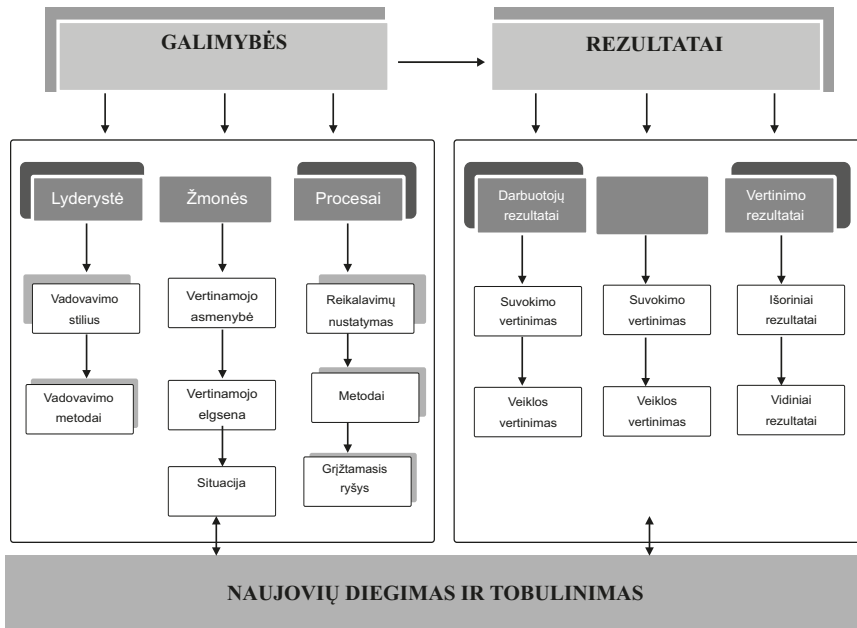 GALIMYBĖS
REZULTATAI
Lyderystė
Žmonės
Procesai
Vadovavimo
stilius
Vertinamojo
asmenybė
Reikalavimų
nustatymas
Vadovavimo
metodai
Vertinamojo
elgsena
Metodai
Situacija
Grįžtamasis
ryšys
Darbuotojų
rezultatai
Vertinimo
rezultatai
Suvokimo
vertinimas
Suvokimo
vertinimas
Išoriniai
rezultatai
Veiklos
vertinimas
Veiklos
vertinimas
Vidiniai
rezultatai
NAUJOVIŲ DIEGIMAS IR TOBULINIMAS